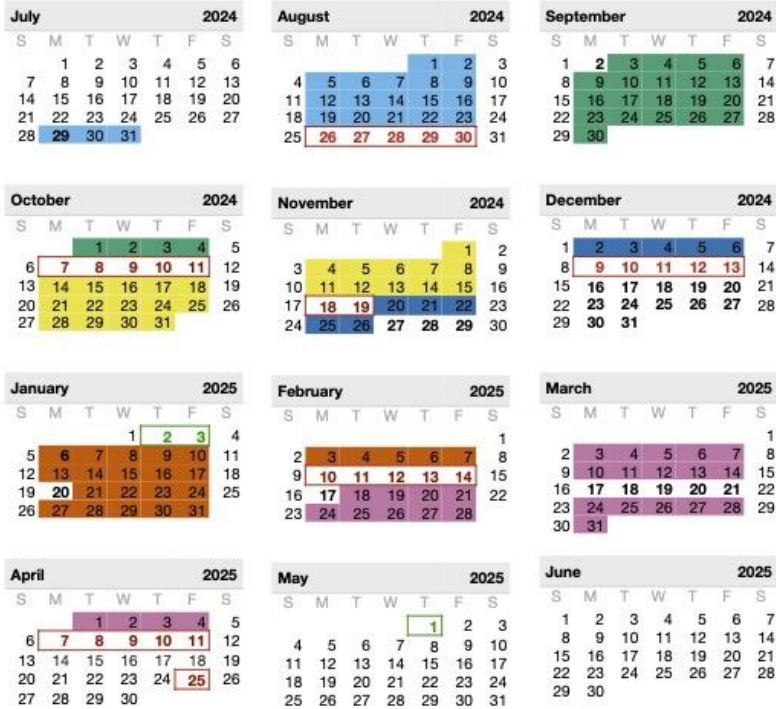 July 2024
S M T W T F S
1 2 3 4 5 6
7 8 9 10 11 12 13
14 15 16 17 18 19 20
21 22 23 24 25 26 27
28 29 30 31
August 2024
S M T W T F S
1 2 3
4 5 6 7 8 9 10
11 12 13 14 15 16 17
18 19 20 21 22 23 24
25 26 27 28 29 30 31
September 2024
S M T W T F S
1 2 3 4 5 6 7
8 9 10 11 12 13 14
15 16 17 18 19 20 21
22 23 24 25 26 27 28
29 30
October 2024
S M T W T F S
1 2 3 4 5
6 7 8 9 10 11 12
13 14 15 16 17 18 19
20 21 22 23 24 25 26
27 28 29 30 31
November 2024
S M T W T F S
1 2
3 4 5 6 7 8 9
10 11 12 13 14 15 16
17 18 19 20 21 22 23
24 25 26 27 28 29 30
December 2024
S M T W T F S
1 2 3 4 5 6 7
8 9 10 11 12 13 14
15 16 17 18 19 20 21
22 23 24 25 26 27 28
29 30 31
January 2025
S M T W T F S
1 2 3 4
5 6 7 8 9 10 11
12 13 14 15 16 17 18
19 20 21 22 23 24 25
26 27 28 29 30 31
February 2025
S M T W T F S
1
2 3 4 5 6 7 8
9 10 11 12 13 14 15
16 17 18 19 20 21 22
23 24 25 26 27 28
March 2025
S M T W T F S
1
2 3 4 5 6 7 8
9 10 11 12 13 14 15
16 17 18 19 20 21 22
23 24 25 26 27 28 29
30 31
April 2025
S M T W T F S
1 2 3 4 5
6 7 8 9 10 11 12
13 14 15 16 17 18 19
20 21 22 23 24 25 26
27 28 29 30
May 2025
S M T W T F S
1 2 3
4 5 6 7 8 9 10
11 12 13 14 15 16 17
18 19 20 21 22 23 24
25 26 27 28 29 30 31
June 2025
S M T W T F S
1 2 3 4 5 6 7
8 9 10 11 12 13 14
15 16 17 18 19 20 21
22 23 24 25 26 27 28
29 30